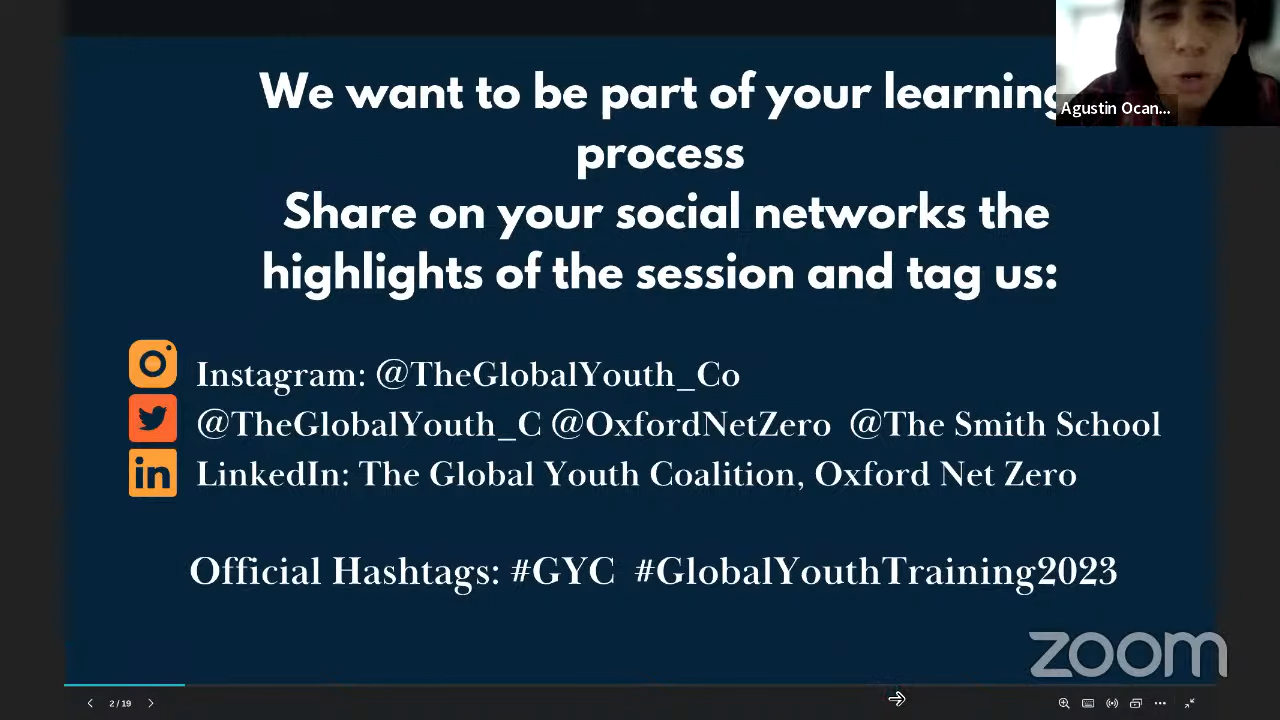 We want to be part of your learning
process
Share on your social networks the
highlights of the session and tag us:
Agustin Ocan...
Instagram: @TheGlobalYouth_Co
@TheGlobalYouth_C @OxfordNetZero @The Smith School
in LinkedIn: The Global Youth Coalition, Oxford Net Zero
Official Hashtags: #GYC #GlobalYouthTraining2023
zoom
2 / 19